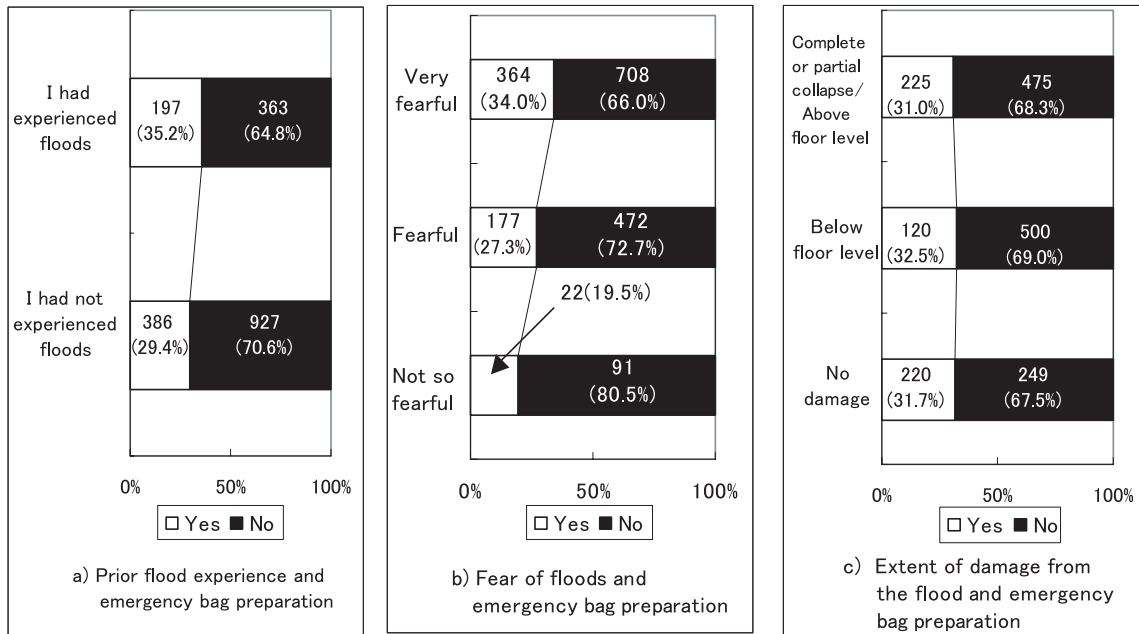 I had
experienced
floods
197
(35.2%)
363
(64.8%)
I had not
experienced
floods
386
(29.4%)
927
(70.6%)
0%
50%
100%
Yes No
a) Prior flood experience and
emergency bag preparation
Very
fearful
364
(34.0%)
708
(66.0%)
Fearful
177
(27.3%)
472
(72.7%)
22(19.5%)
Not so
fearful
91
(80.5%)
0%
50%
100%
Yes No
b) Fear of floods and
emergency bag preparation
Complete
or partial
collapse/
Above
floor level
225
(31.0%)
475
(68.3%)
Below
floor level
120
(32.5%)
500
(69.0%)
No
damage
220
(31.7%)
249
(67.5%)
0%
50%
100%
Yes No
c) Extent of damage from
the flood and emergency
bag preparation